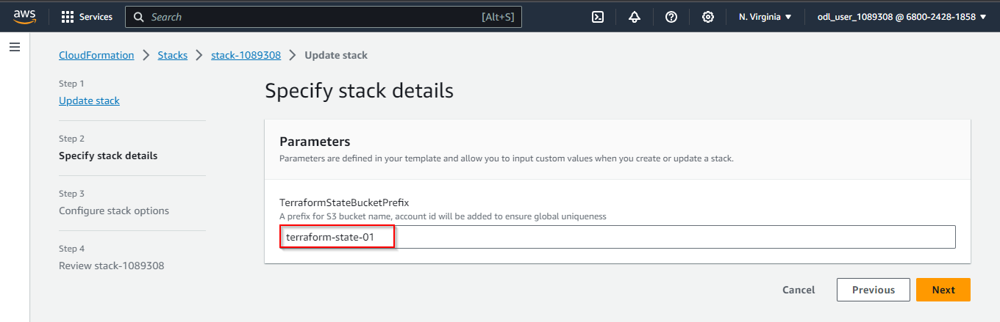 aws
Services
Search
[Alt+S]
N. Virginia
odl_user_1089308 @ 6800-2428-1858
CloudFormation
Stacks
stack-1089308
Update stack
Step 1
Update stack
Step 2
Specify stack details
Step 3
Configure stack options
Step 4
Review stack-1089308
Specify stack details
Parameters
Parameters are defined in your template and allow you to input custom values when you create or update a stack.
TerraformStateBucketPrefix
A prefix for S3 bucket name, account id will be added to ensure global uniqueness
terraform-state-01
Cancel
Previous
Next